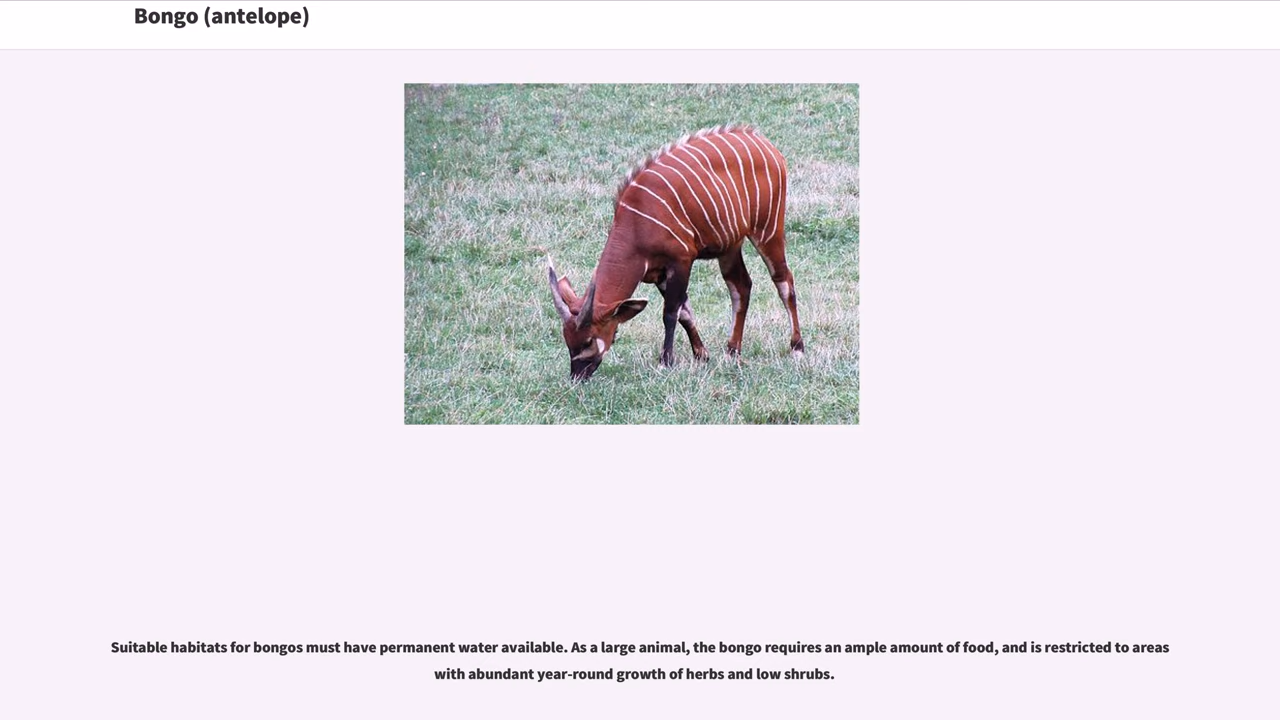 Bongo (antelope)
Suitable habitats for bongos must have permanent water available. As a large animal, the bongo requires an ample amount of food, and is restricted to areas
with abundant year-round growth of herbs and low shrubs.